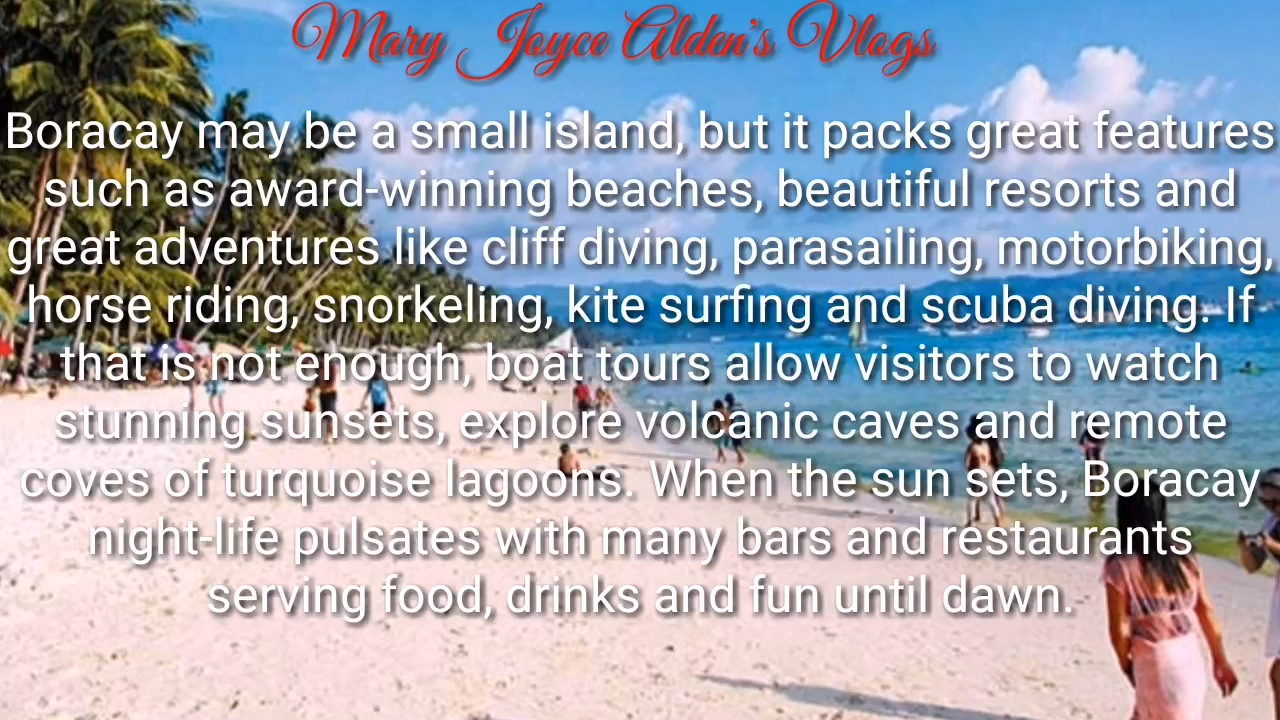 Mary Joyce Alden's Vlogs
Boracay may be a small island, but it packs great features
such as award-winning beaches, beautiful resorts and
great adventures like cliff diving, parasailing, motorbiking,
horse riding, snorkeling, kite surfing and scuba diving. If
that is not enough, boat tours allow visitors to watch
stunning sunsets, explore volcanic caves and remote
coves of turquoise lagoons. When the sun sets, Boracay
night-life pulsates with many bars and restaurants
serving food, drinks and fun until dawn.